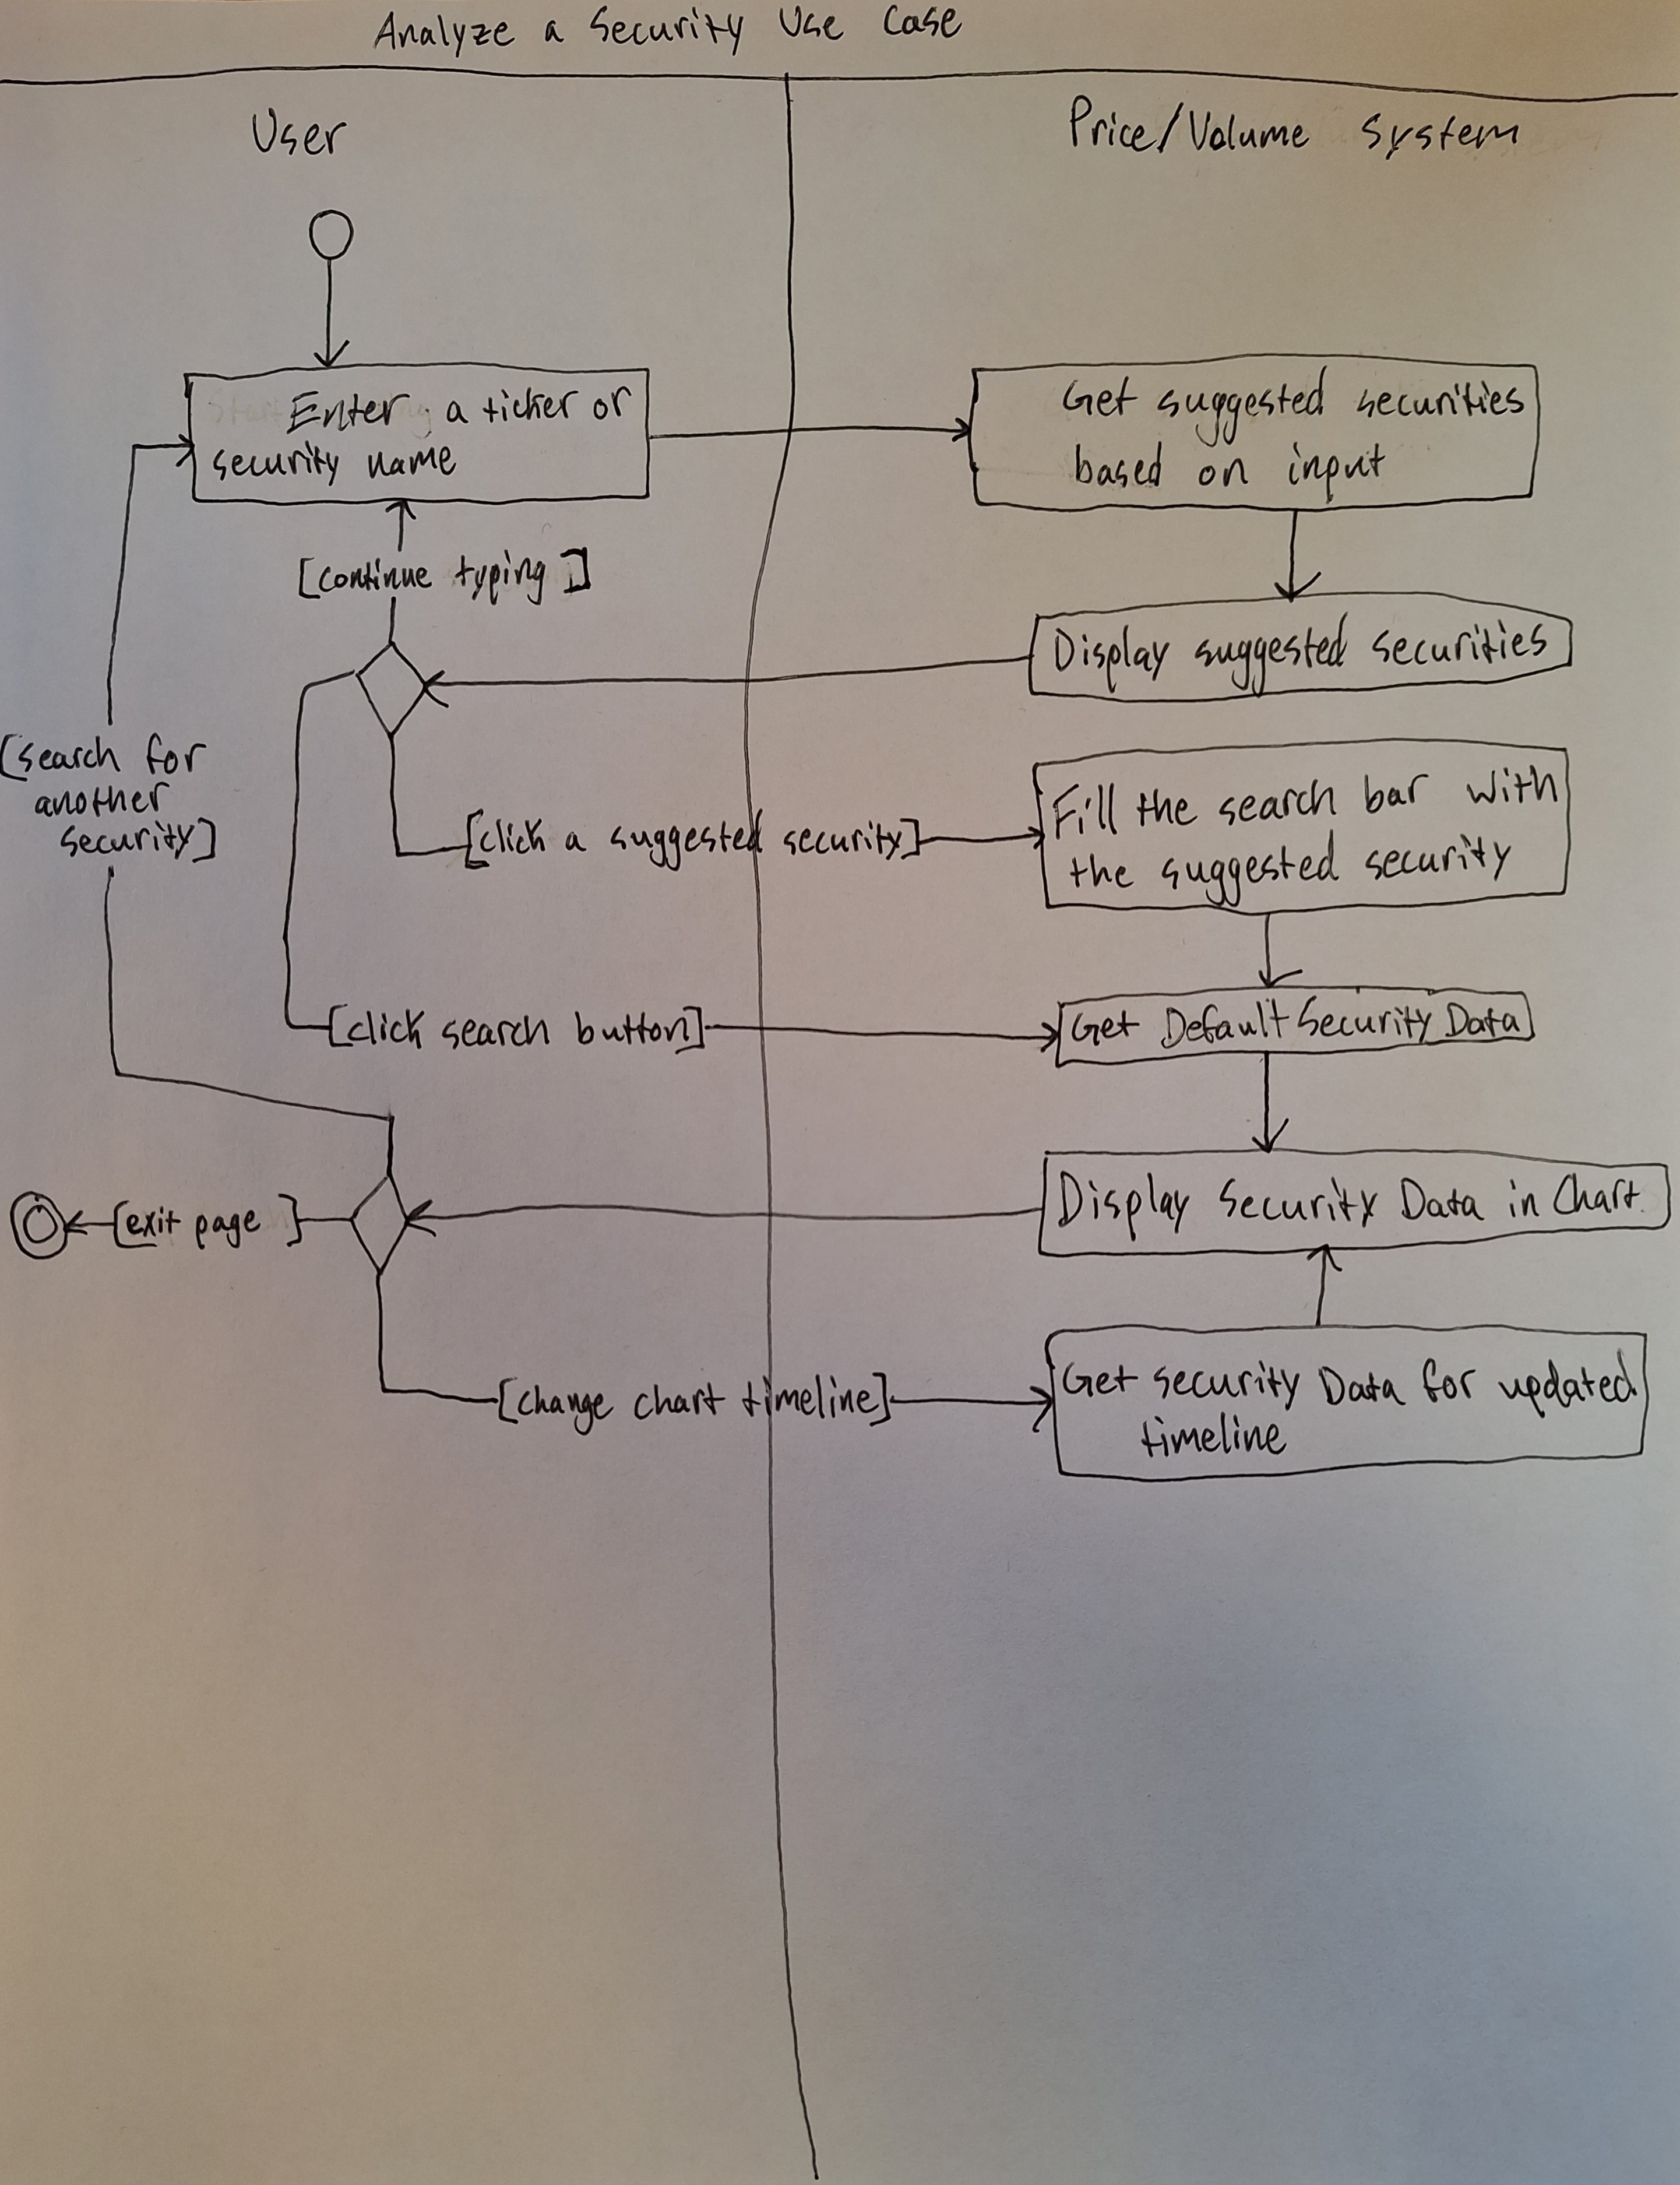 Analyze a Security Use Case
User
Price/Volume System
Enter a ticker or
security name
Get suggested securities
based on input
[continue typing]
Display suggested securities
[search for
another
security]
Fill the search bar with
the suggested security
[click a suggested security]
[click search button]
Get Default Security Data
Display Security Data in Chart
[exit page]
[change chart timeline]
Get security Data for updated
timeline